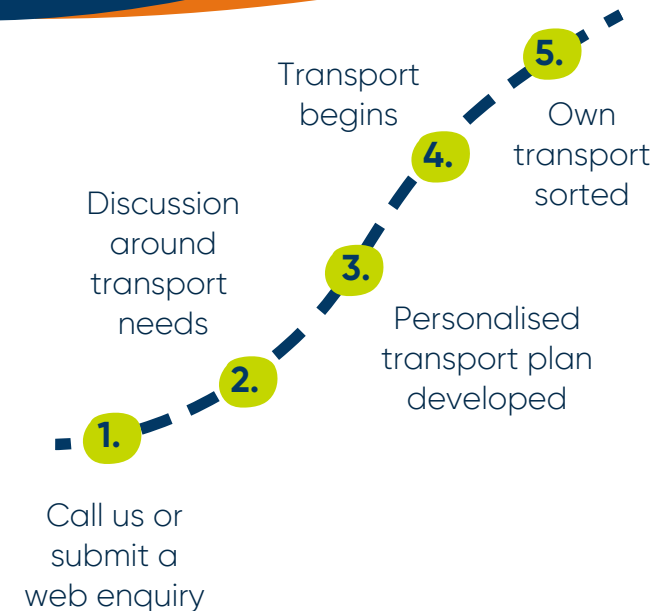 1.
Call us or
submit a
web enquiry
2.
Discussion
around
transport
needs
3.
Personalised
transport plan
developed
4.
Transport
begins
5.
Own
transport
sorted